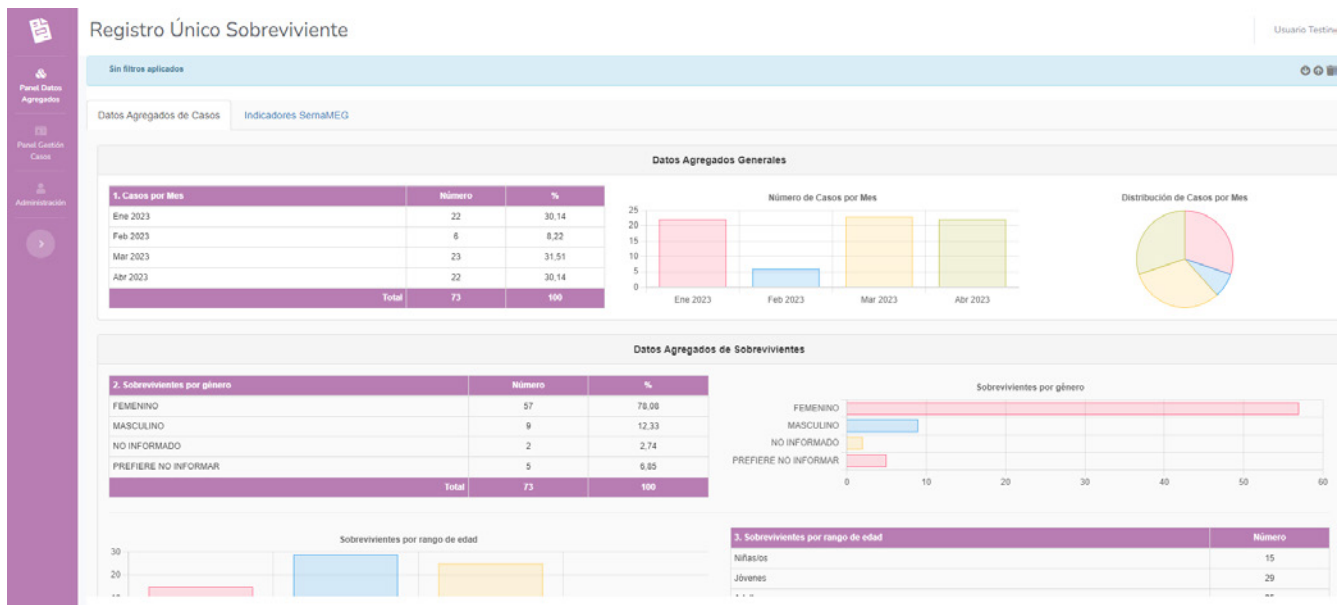 Registro Único Sobreviviente
Sin filtros aplicados
Panel Datos
Agregados
Panel Gestión
Casos
Administración
Datos Agregados de Casos Indicadores SernaMEG
Datos Agregados Generales
1. Casos por Mes Número %
Ene 2023 22 30,14
Feb 2023 6 8,22
Mar 2023 23 31,51
Abr 2023 22 30,14
Total 73 100
Número de Casos por Mes
25
20
15
10
5
0
Ene 2023 Feb 2023 Mar 2023 Abr 2023
Distribución de Casos por Mes
Datos Agregados de Sobrevivientes
2. Sobrevivientes por género Número %
FEMENINO 57 78,08
MASCULINO 9 12,33
NO INFORMADO 2 2,74
PREFIERE NO INFORMAR 5 6,85
Total 73 100
Sobrevivientes por género
FEMENINO
MASCULINO
NO INFORMADO
PREFIERE NO INFORMAR
0 10 20 30 40 50 60
Sobrevivientes por rango de edad
30
20
3. Sobrevivientes por rango de edad Número
Niñas/os 15
Jóvenes 29